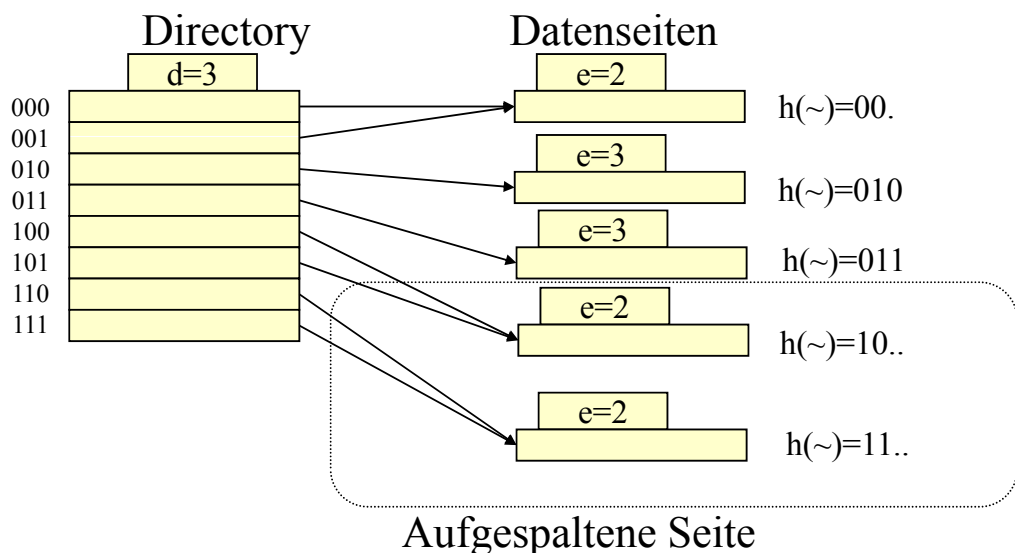 Directory
Datenseiten
d=3
000
001
010
011
100
101
110
111
e=2
h(~)=00.
e=3
h(~)=010
e=3
h(~)=011
e=2
h(~)=10..
e=2
h(~)=11..
Aufgespaltene Seite